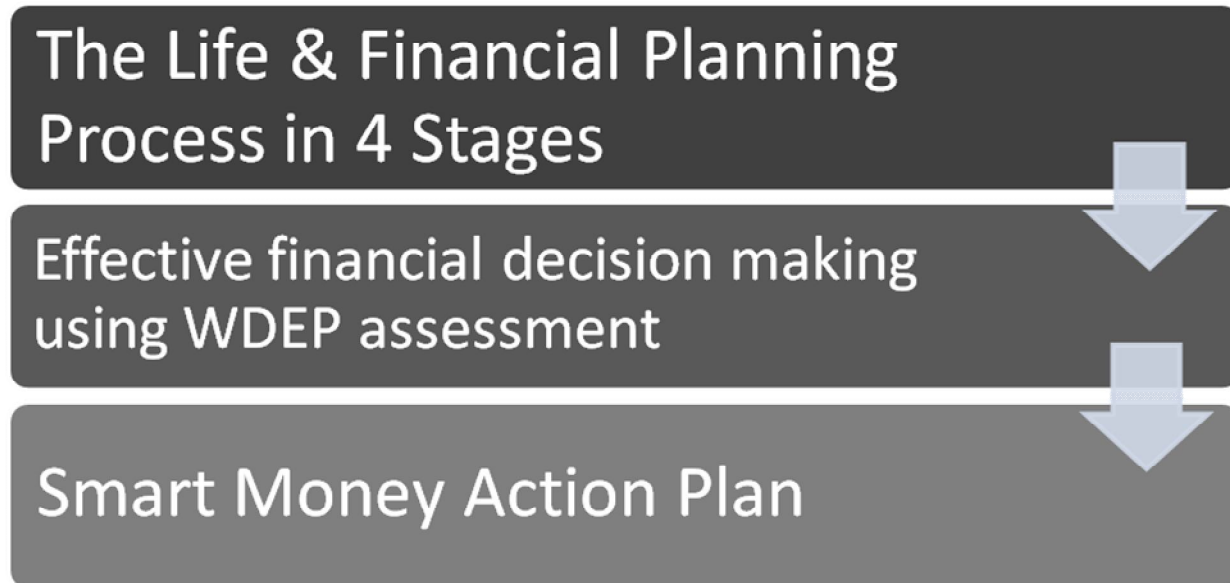 The Life & Financial Planning
Process in 4 Stages
Effective financial decision making
using WDEP assessment
Smart Money Action Plan